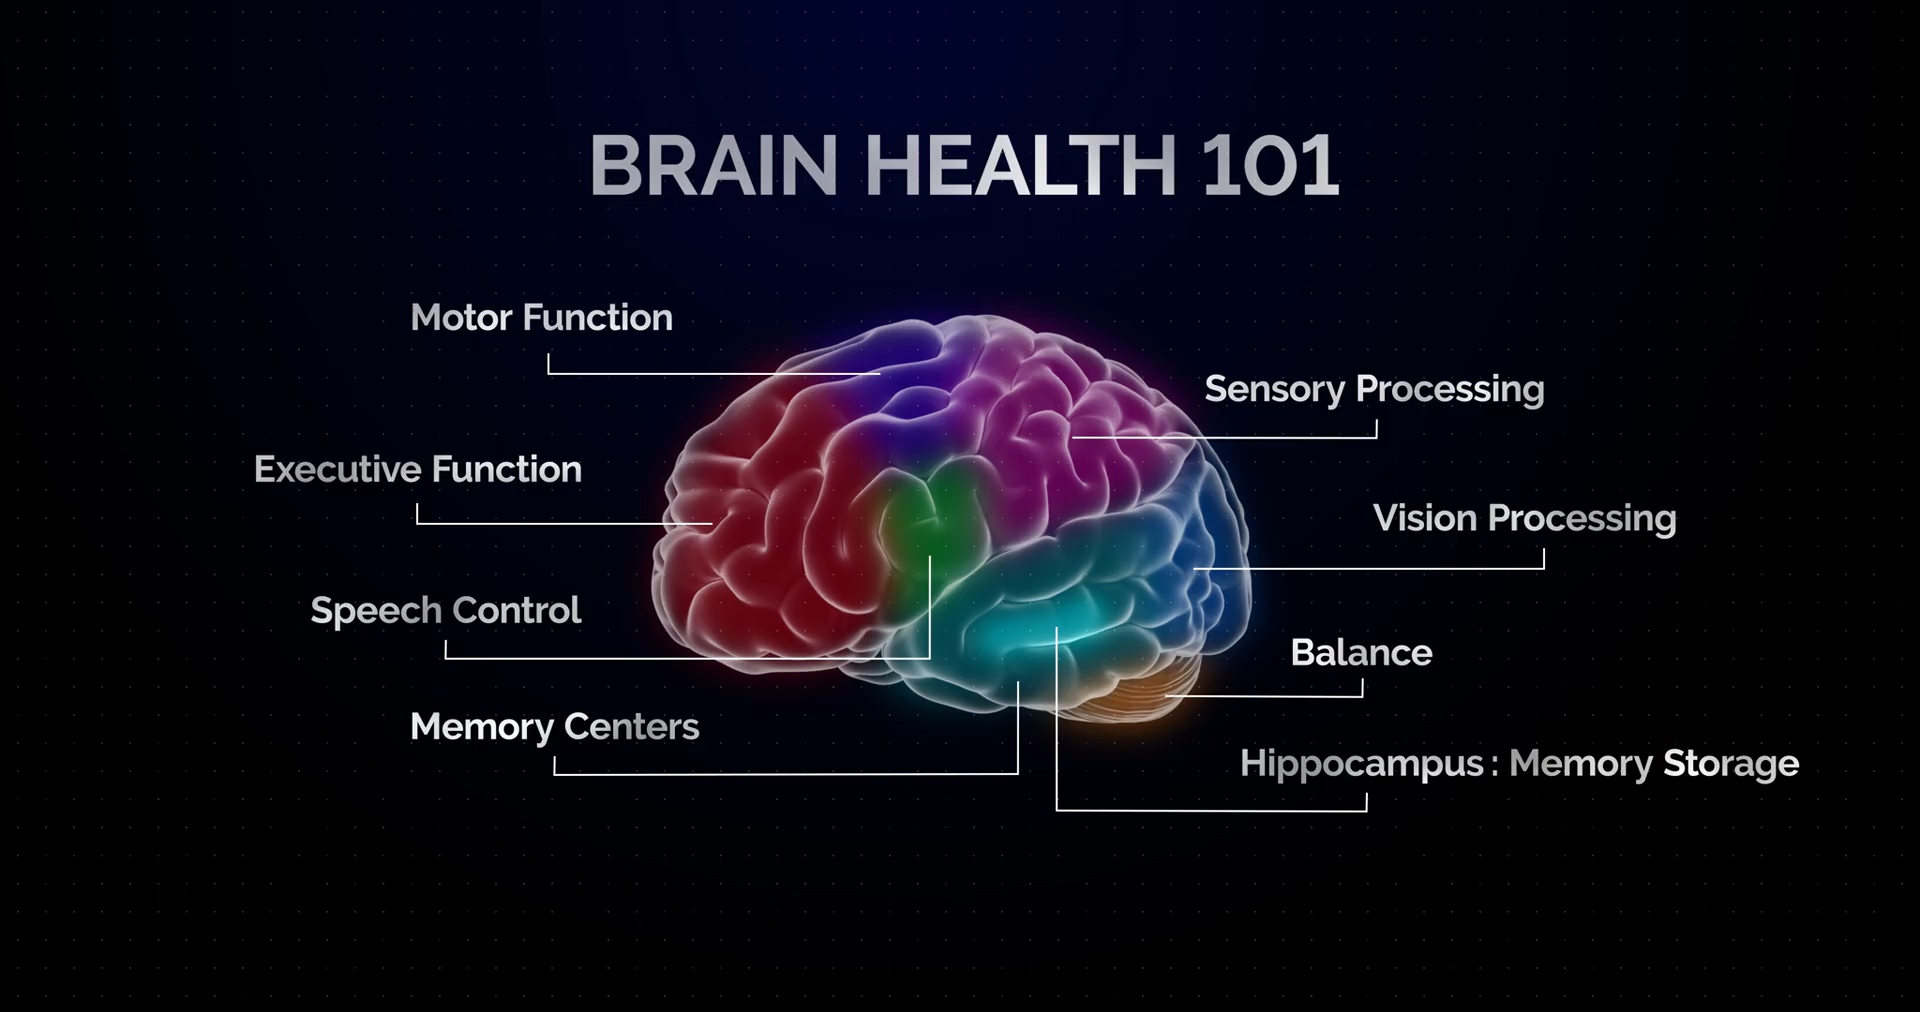 BRAIN HEALTH 101
Motor Function
Sensory Processing
Executive Function
Vision Processing
Speech Control
Balance
Memory Centers
Hippocampus : Memory Storage